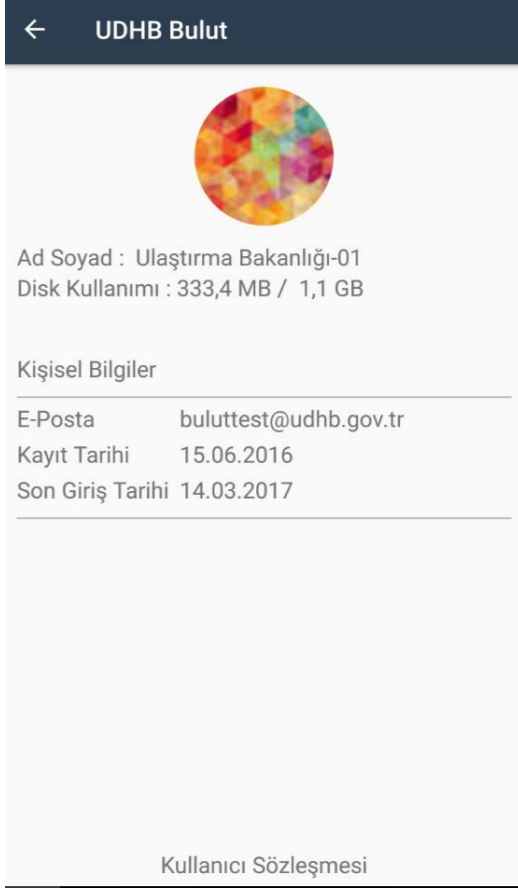 UDHB Bulut
Ad Soyad : Ulaştırma Bakanlığı-01
Disk Kullanımı : 333,4 MB / 1,1 GB
Kişisel Bilgiler
E-Posta buluttest@udhb.gov.tr
Kayıt Tarihi 15.06.2016
Son Giriş Tarihi 14.03.2017
Kullanıcı Sözleşmesi